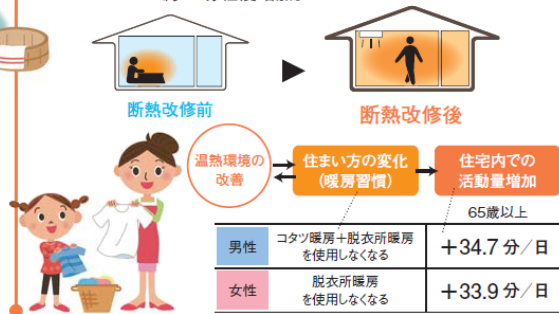 断熱改修前
断熱改修後
温熱環境の
改善
住まい方の変化
(暖房習慣)
住宅内での
活動量増加
65歳以上
男性
コタツ暖房+脱衣所暖房
を使用しなくなる
+34.7分/日
女性
脱衣所暖房
を使用しなくなる
+33.9分/日